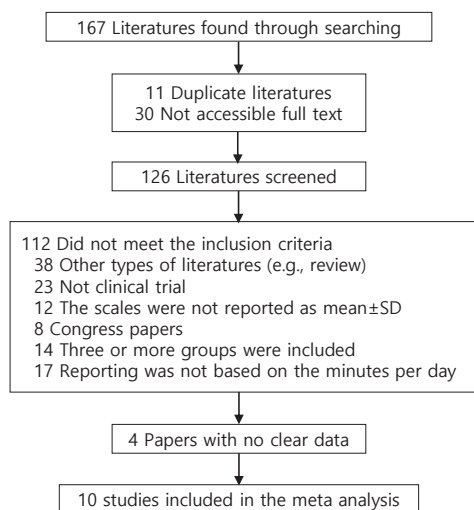 167 Literatures found through searching
11 Duplicate literatures
30 Not accessible full text
126 Literatures screened
112 Did not meet the inclusion criteria
38 Other types of literatures (e.g., review)
23 Not clinical trial
12 The scales were not reported as mean±SD
8 Congress papers
14 Three or more groups were included
17 Reporting was not based on the minutes per day
4 Papers with no clear data
10 studies included in the meta analysis